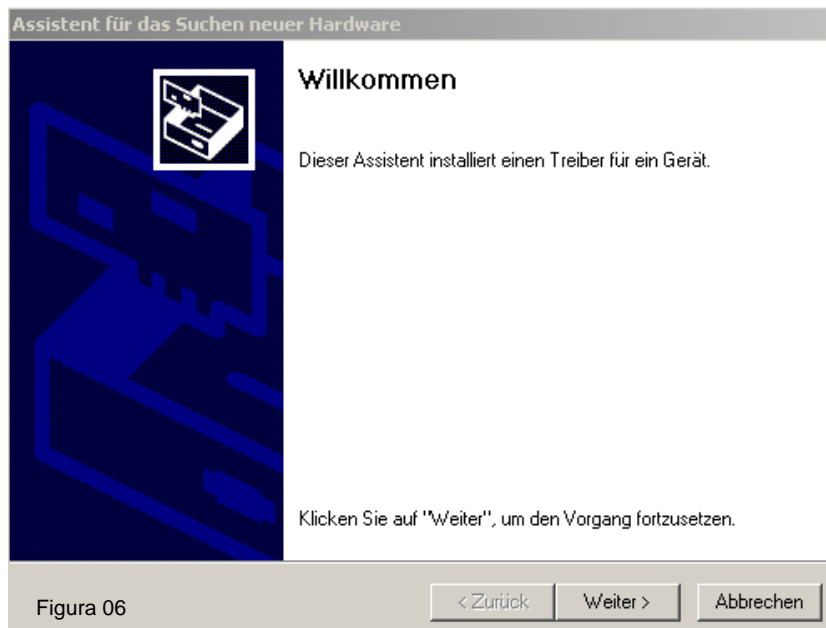 Assistent für das Suchen neuer Hardware
Willkommen
Dieser Assistent installiert einen Treiber für ein Gerät.
Klicken Sie auf "Weiter", um den Vorgang fortzusetzen.
Figura 06
< Zurück
Weiter >
Abbrechen